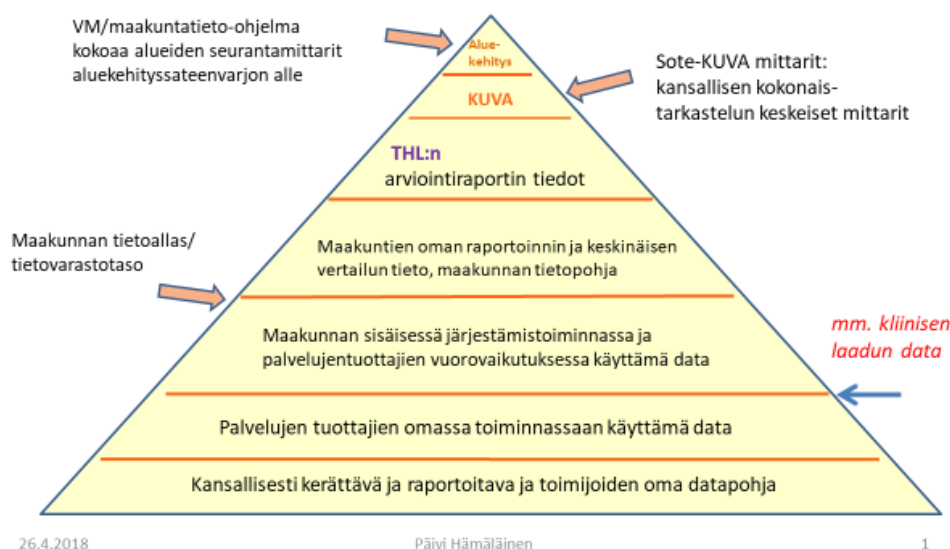 VM/maakuntatieto-ohjelma
kokoaa alueiden seurantamittarit
aluekehityssateenvarjon alle
Alue-
kehitys
Sote-KUVA mittarit:
kansallisen kokonais-
tarkastelun keskeiset mittarit
KUVA
THL:n
arviointiraportin tiedot
Maakunnan tietoallas/
tietovarastotaso
Maakuntien oman raportoinnin ja keskinäisen
vertailun tieto, maakunnan tietopohja
Maakunnan sisäisessä järjestämistoiminnassa ja
palvelujentuottajien vuorovaikutuksessa käyttämä data
mm. kliinisen
laadun data
Palvelujen tuottajien omassa toiminnassaan käyttämä data
Kansallisesti kerättävä ja raportoitava ja toimijoiden oma datapohja
26.4.2018
Päivi Hämäläinen
1